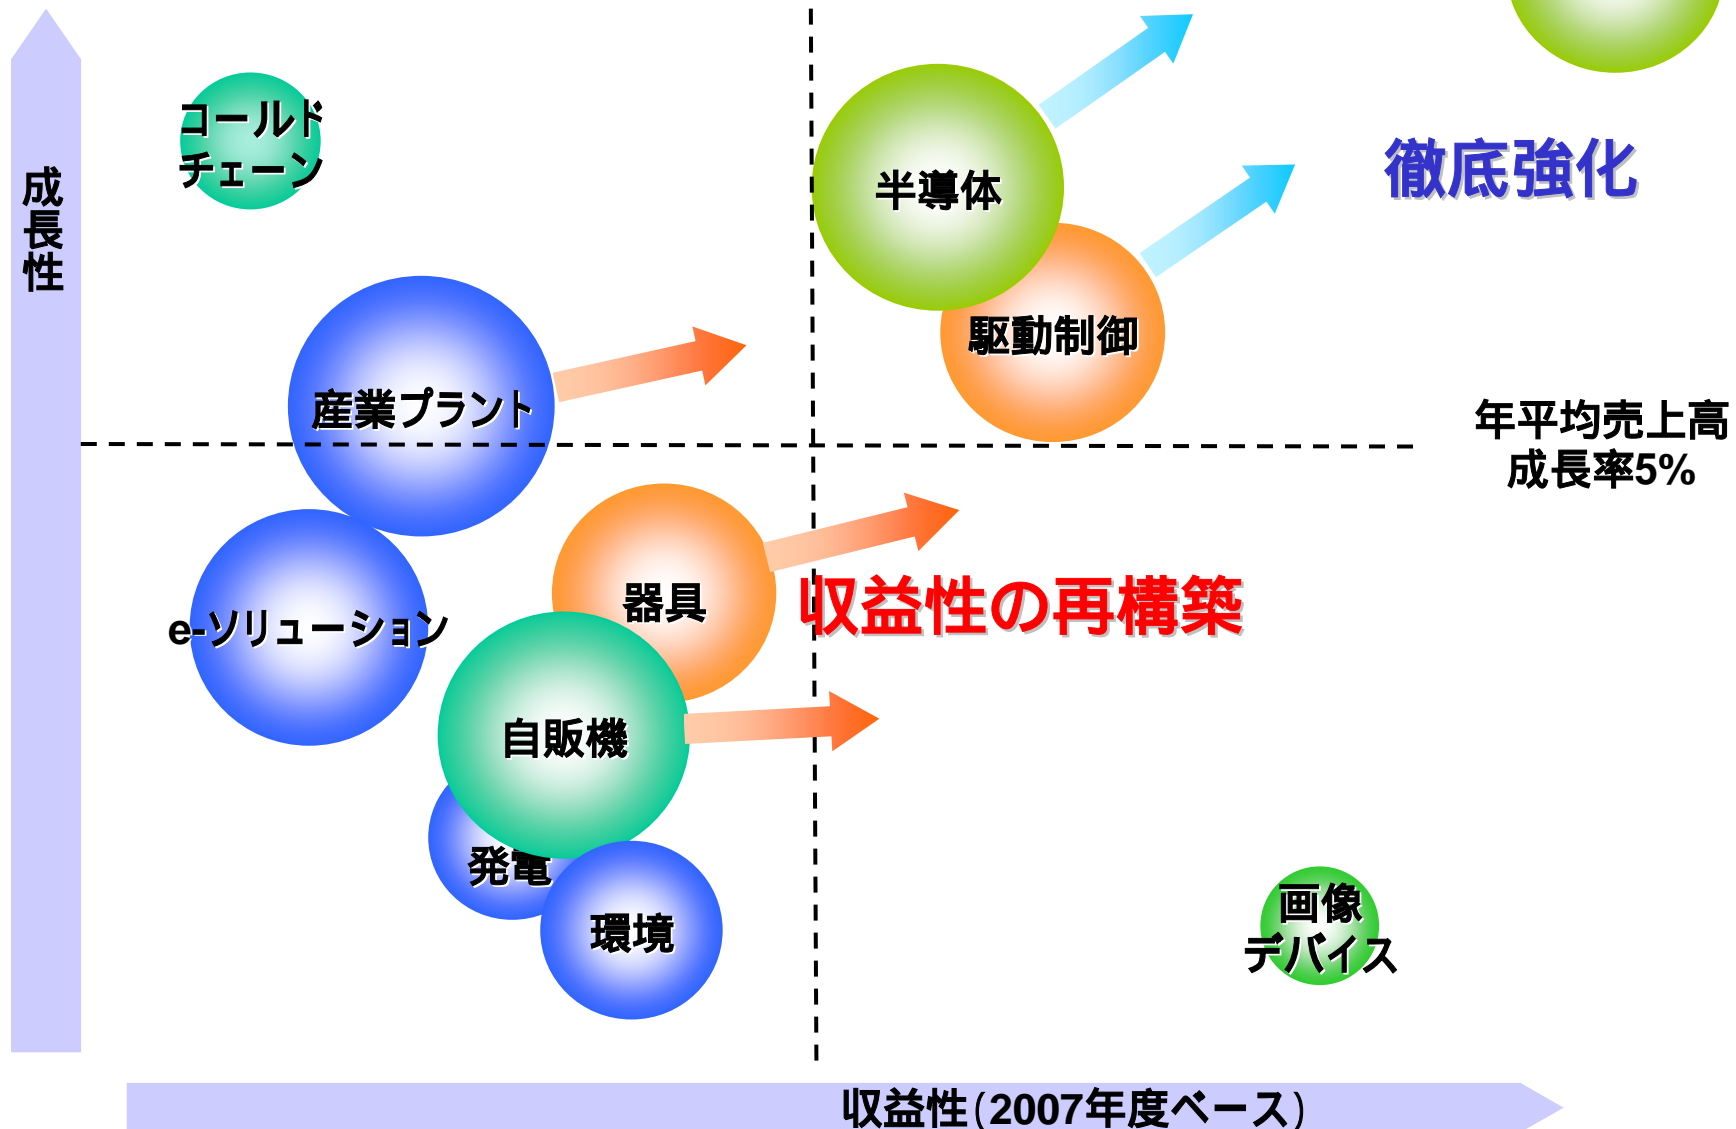 成長性
コールド
チェーン
半導体
徹底強化
駆動制御
産業プラント
年平均売上高
成長率5%
器具
収益性の再構築
e-ソリューション
自販機
発電
環境
画像
デバイス
収益性(2007年度ベース)